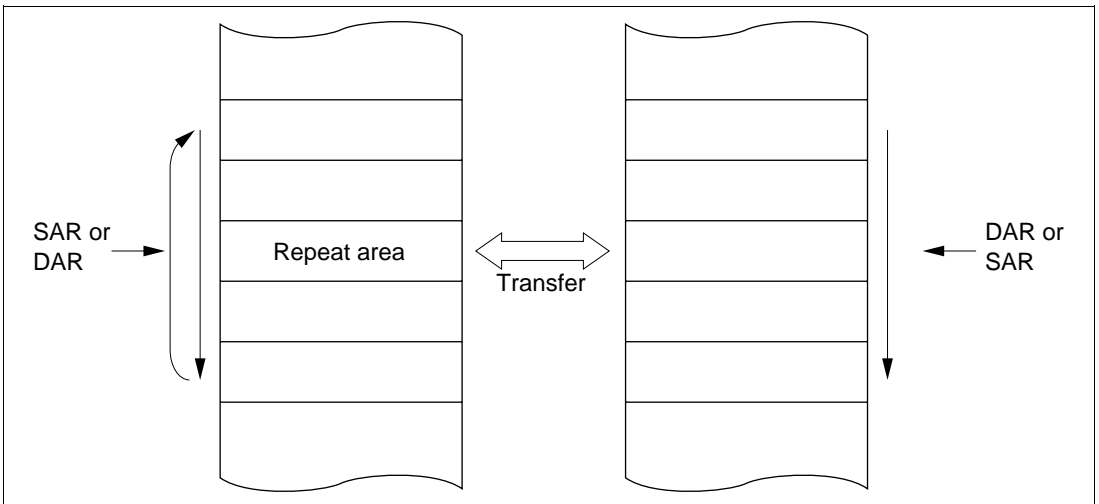 SAR or
DAR
Repeat area
Transfer
DAR or
SAR